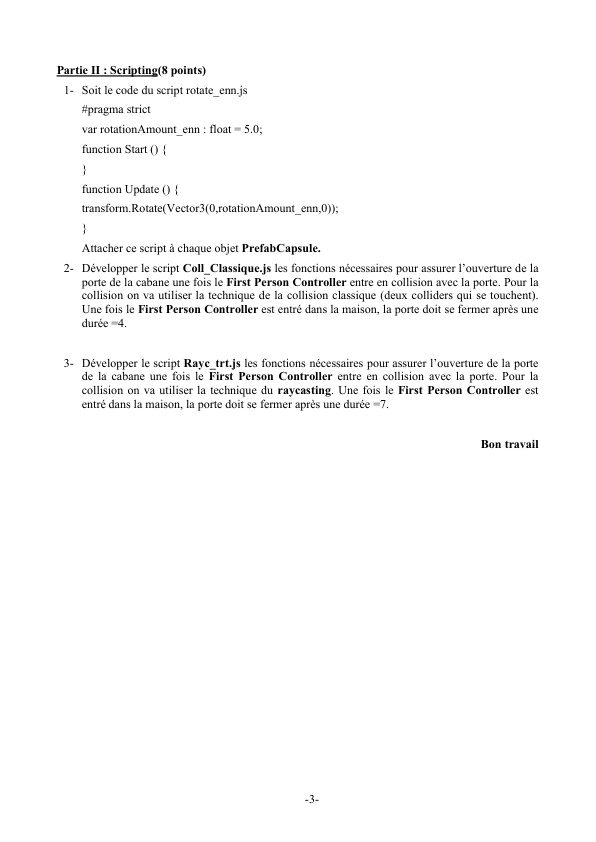 Partie II : Scripting(8 points)
1- Soit le code du script rotate_enn.js
#pragma strict
var rotationAmount_enn : float = 5.0;
function Start () {
}
function Update () {
transform.Rotate(Vector3(0,rotationAmount_enn,0));
}
Attacher ce script à chaque objet PrefabCapsule.
2- Développer le script Coll_Classique.js les fonctions nécessaires pour assurer l’ouverture de la
porte de la cabane une fois le First Person Controller entre en collision avec la porte. Pour la
collision on va utiliser la technique de la collision classique (deux colliders qui se touchent).
Une fois le First Person Controller est entré dans la maison, la porte doit se fermer après une
durée =4.
3- Développer le script Rayc_trt.js les fonctions nécessaires pour assurer l’ouverture de la porte
de la cabane une fois le First Person Controller entre en collision avec la porte. Pour la
collision on va utiliser la technique du raycasting. Une fois le First Person Controller est
entré dans la maison, la porte doit se fermer après une durée =7.
Bon travail
-3-